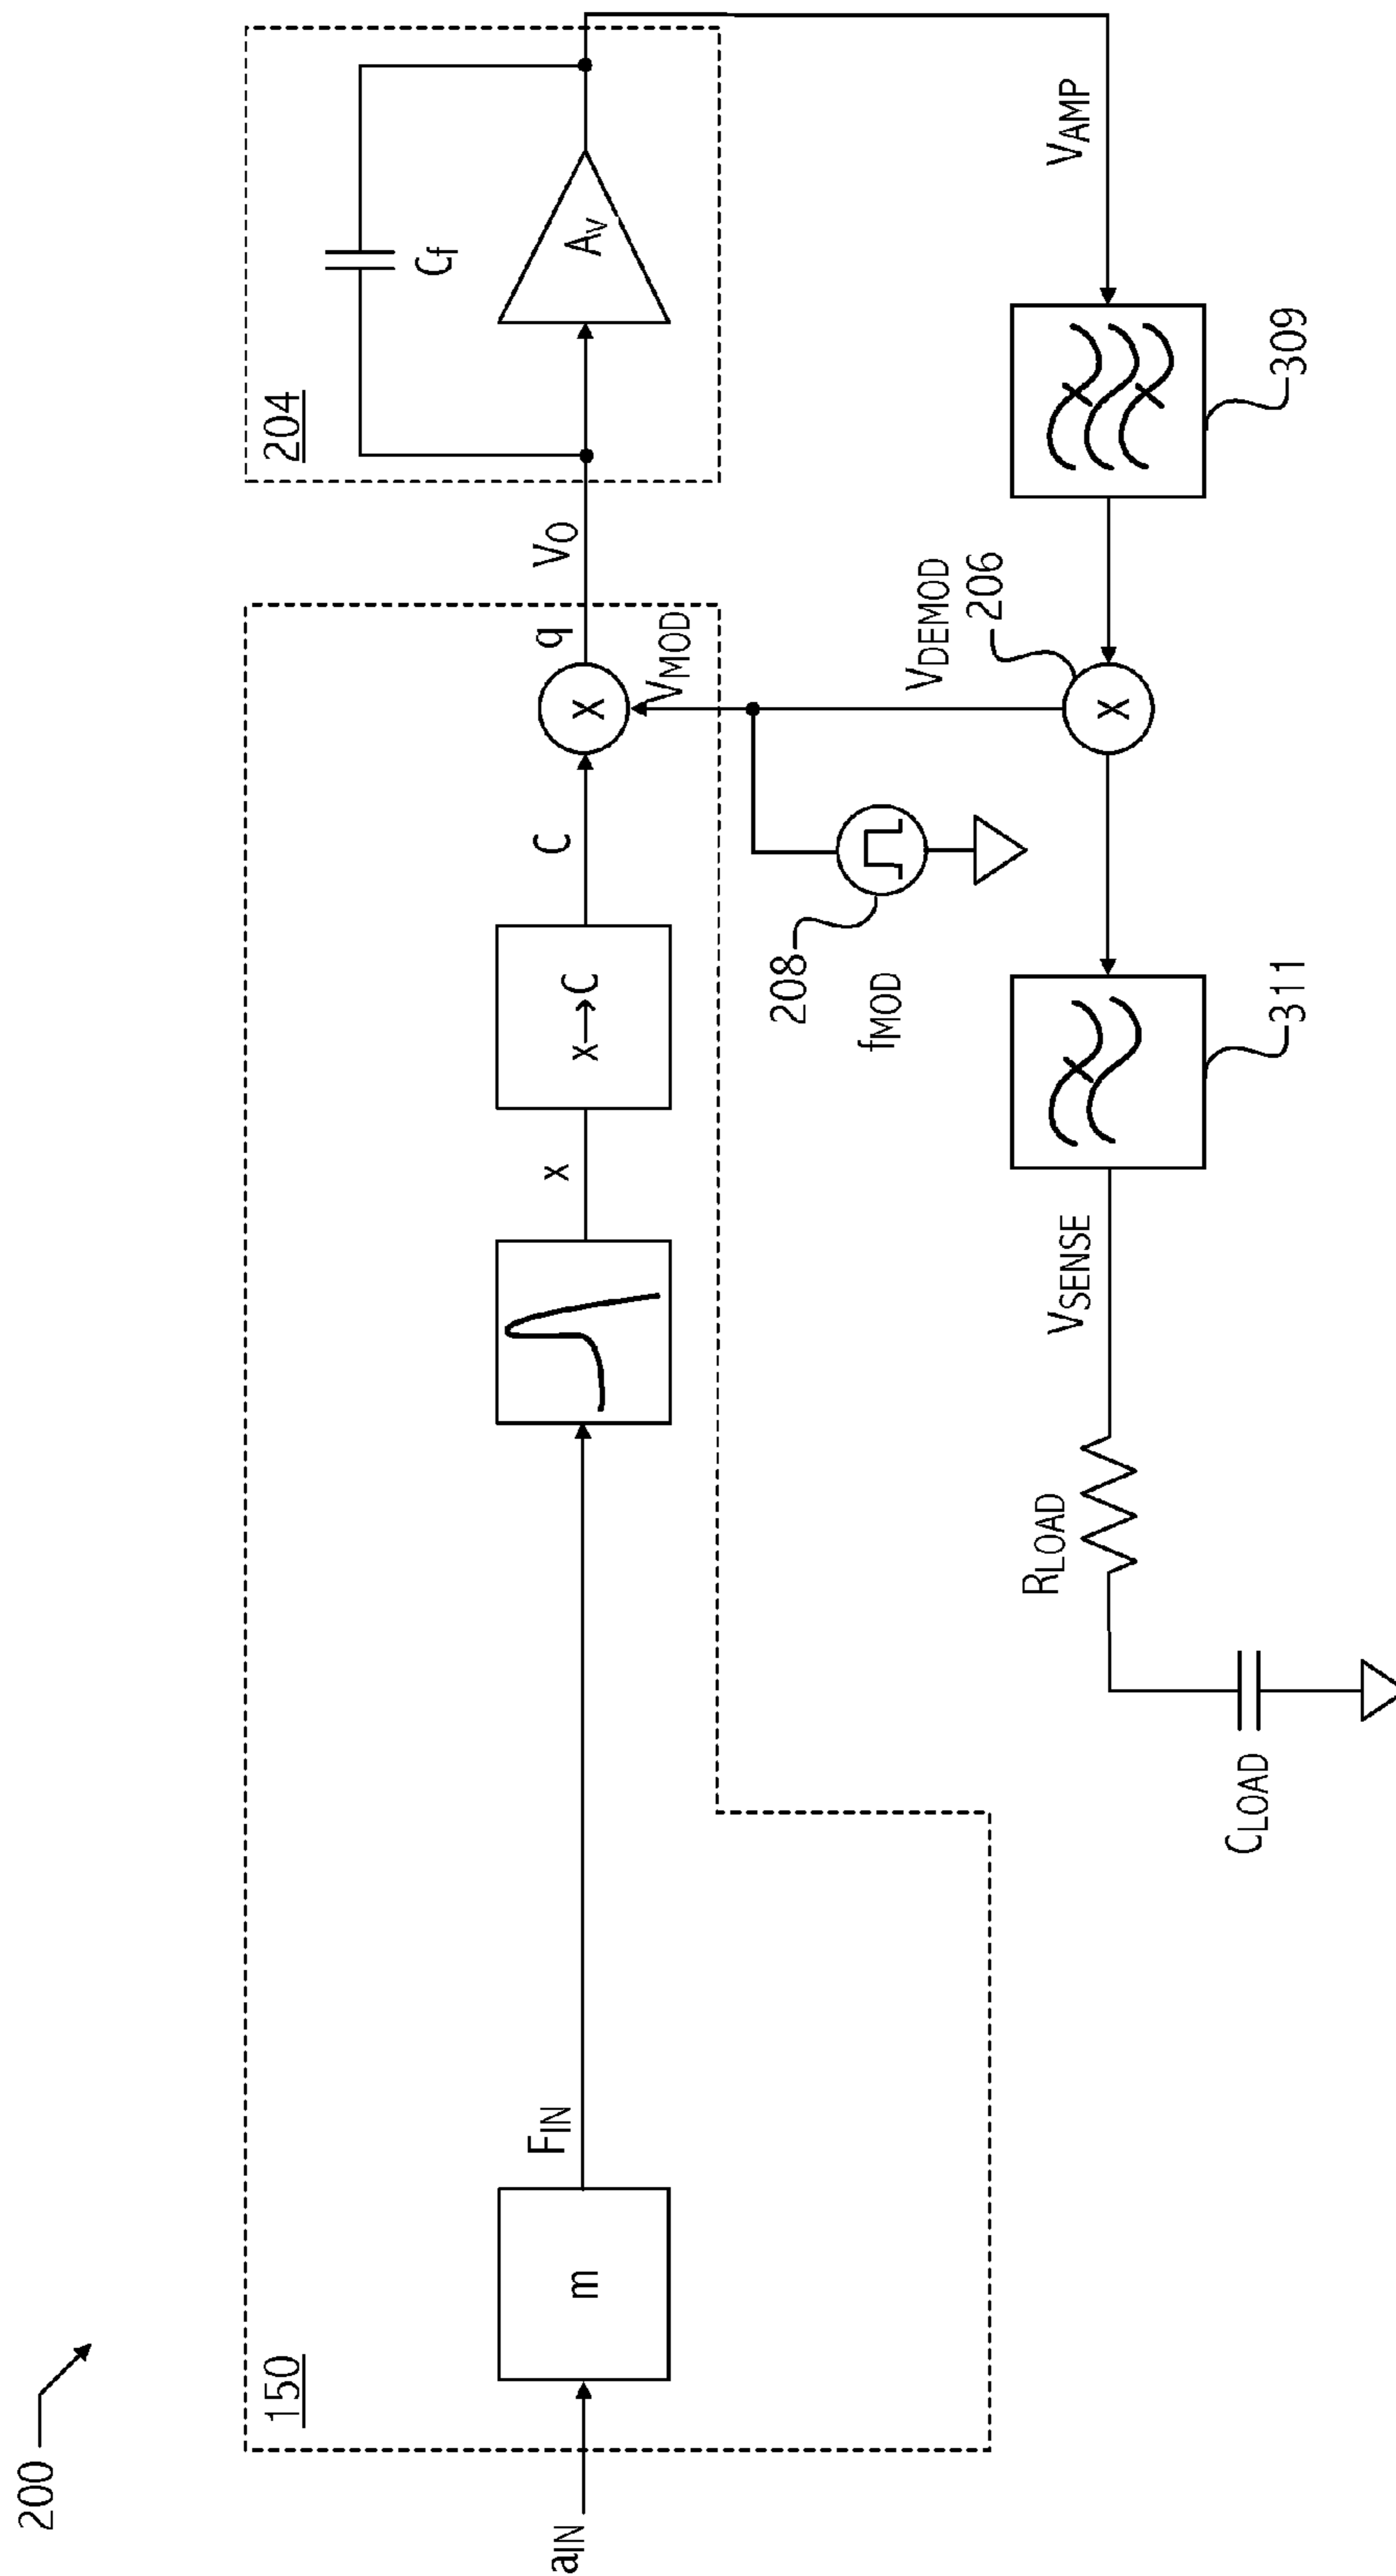 200
150
204
aIN
m
FIN
x
x→C
C
X
q
VMOD
VO
Cf
AV
VAMP
309
VDEMOD
206
X
208
fMOD
311
VSENSE
RLOAD
CLOAD